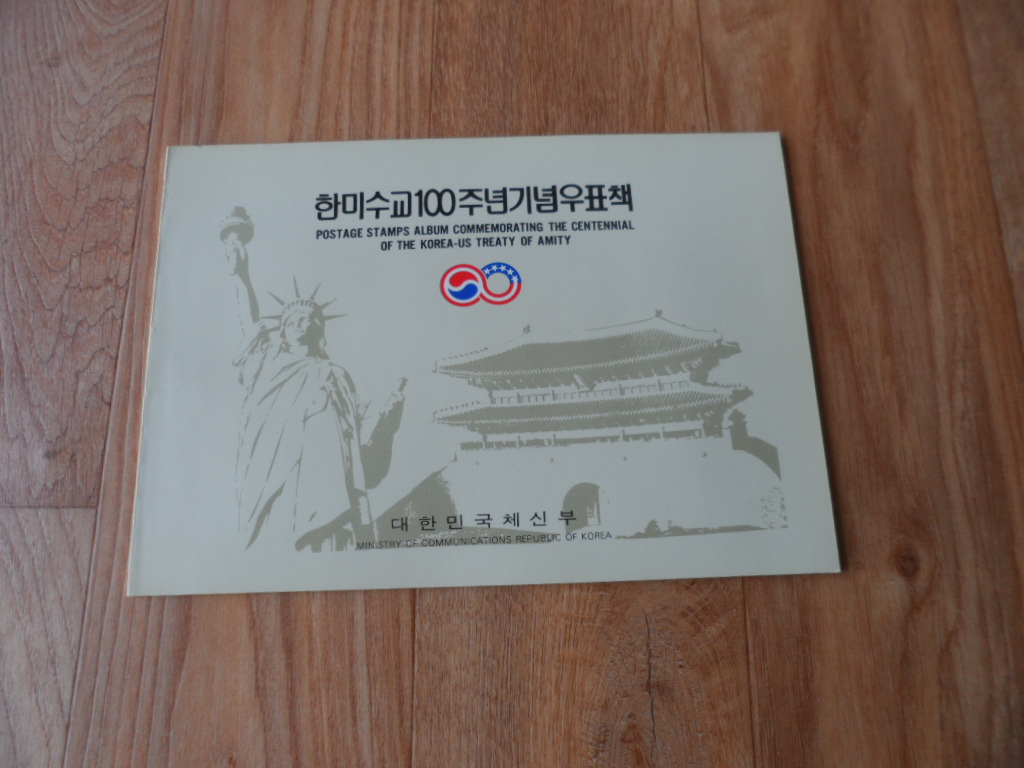 한미수교100주년기념우표책
POSTAGE STAMPS ALBUM COMMEMORATING THE CENTENNIAL
OF THE KOREA-US TREATY OF AMITY
대한민국체신부
MINISTRY OF COMMUNICATIONS REPUBLIC OF KOREA